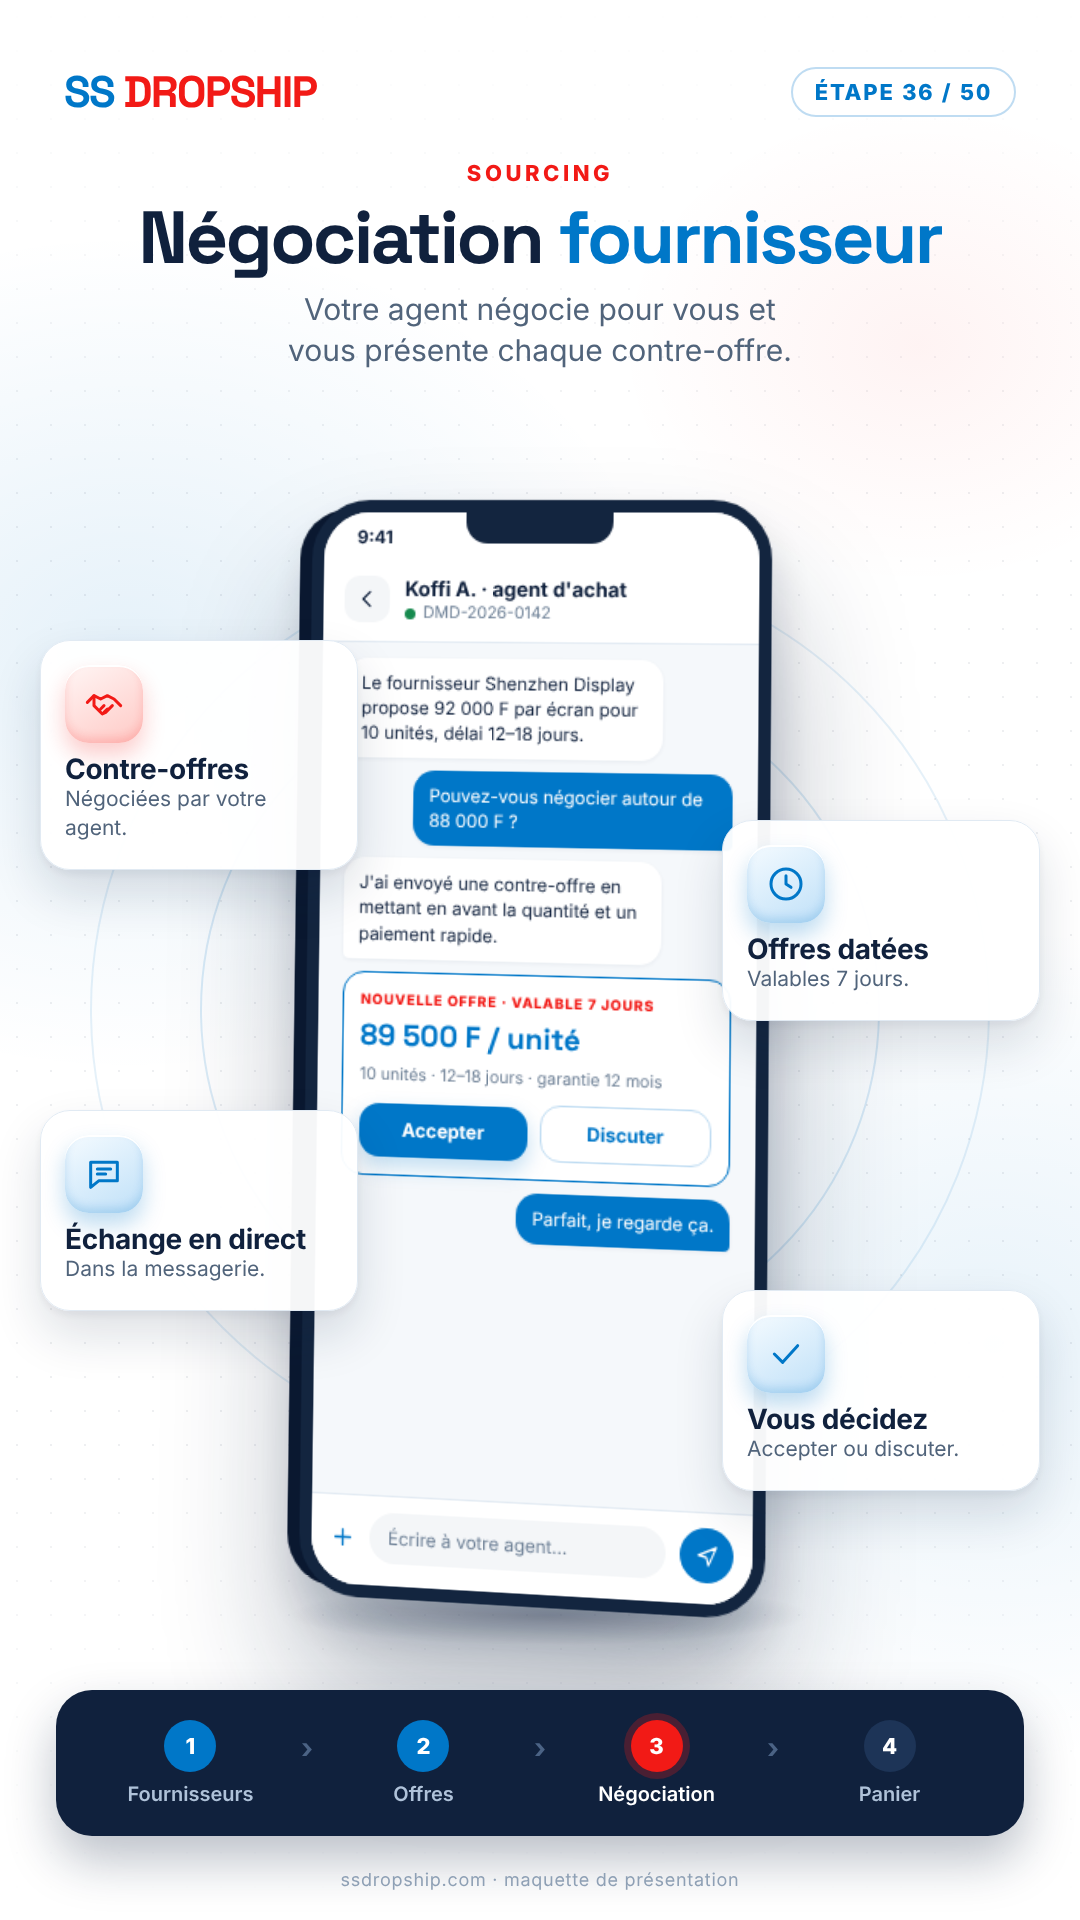 SS DROPSHIP
ÉTAPE 36 / 50
SOURCING
Négociation fournisseur
Votre agent négocie pour vous et
vous présente chaque contre-offre.
9:41
Koffi A. · agent d'achat
DMD-2026-0142
Le fournisseur Shenzhen Display
propose 92 000 F par écran pour
10 unités, délai 12–18 jours.
Pouvez-vous négocier autour de
88 000 F ?
J'ai envoyé une contre-offre en
mettant en avant la quantité et un
paiement rapide.
NOUVELLE OFFRE · VALABLE 7 JOURS
89 500 F / unité
10 unités · 12–18 jours · garantie 12 mois
Accepter
Discuter
Parfait, je regarde ça.
Écrire à votre agent...
Contre-offres
Négociées par votre
agent.
Offres datées
Valables 7 jours.
Échange en direct
Dans la messagerie.
Vous décidez
Accepter ou discuter.
1 › 2 › 3 › 4
Fournisseurs Offres Négociation Panier
ssdropship.com · maquette de présentation